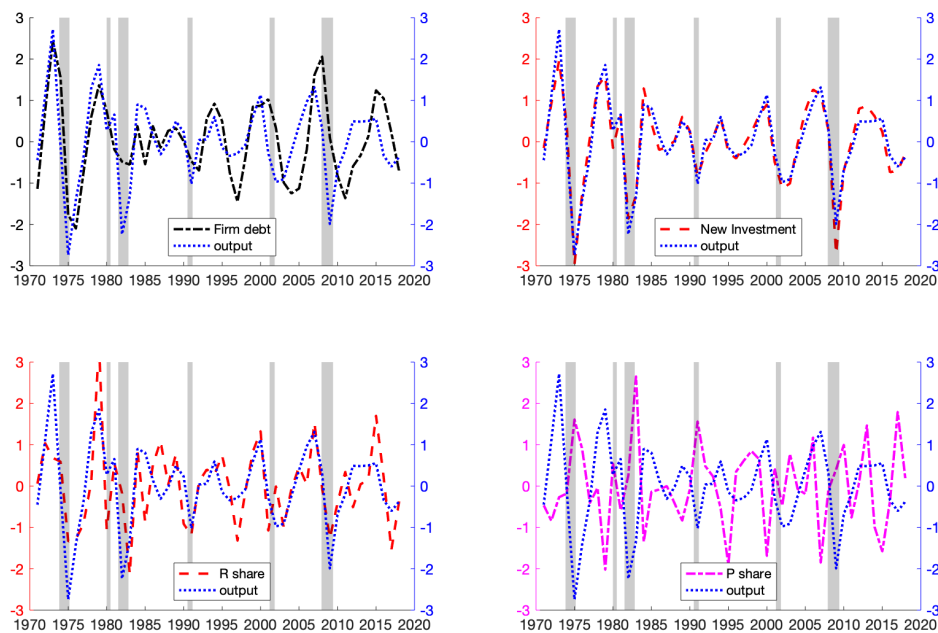 3 3 3 3
2 2 2 2
1 1 1 1
0 0 0 0
-1 -1 -1 -1
-2 -2 -2 -2
Firm debt
output
New Investment
output
-3 -3 -3 -3
1970 1975 1980 1985 1990 1995 2000 2005 2010 2015 2020
1970 1975 1980 1985 1990 1995 2000 2005 2010 2015 2020
3 3 3 3
2 2 2 2
1 1 1 1
0 0 0 0
-1 -1 -1 -1
-2 -2 -2 -2
R share
output
P share
output
-3 -3 -3 -3
1970 1975 1980 1985 1990 1995 2000 2005 2010 2015 2020
1970 1975 1980 1985 1990 1995 2000 2005 2010 2015 2020